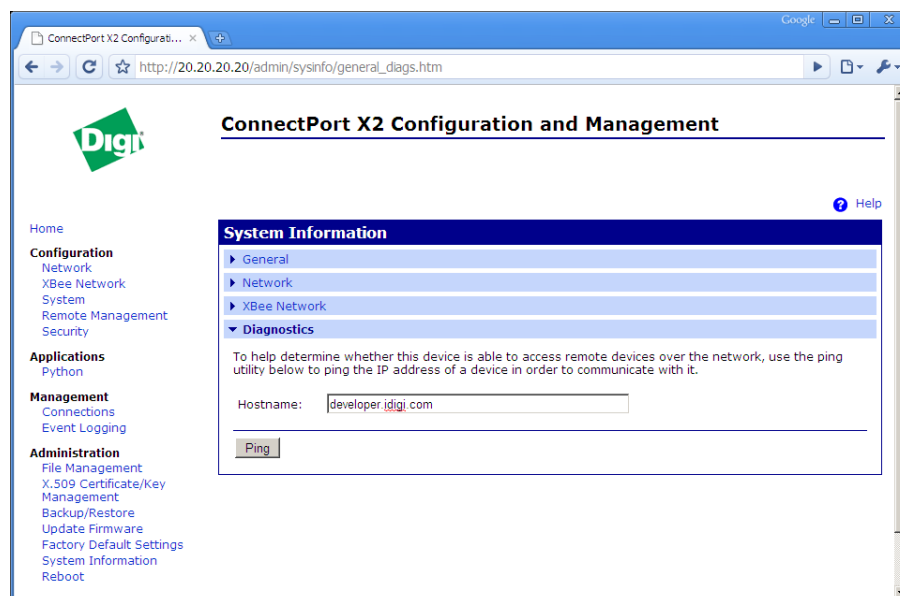 Google
ConnectPort X2 Configurati...
http://20.20.20.20/admin/sysinfo/general_diags.htm
Digi
ConnectPort X2 Configuration and Management
Help
Home
Configuration
Network
XBee Network
System
Remote Management
Security
Applications
Python
Management
Connections
Event Logging
Administration
File Management
X.509 Certificate/Key
Management
Backup/Restore
Update Firmware
Factory Default Settings
System Information
Reboot
System Information
General
Network
XBee Network
Diagnostics
To help determine whether this device is able to access remote devices over the network, use the ping
utility below to ping the IP address of a device in order to communicate with it.
Hostname: developer.idigi.com
Ping